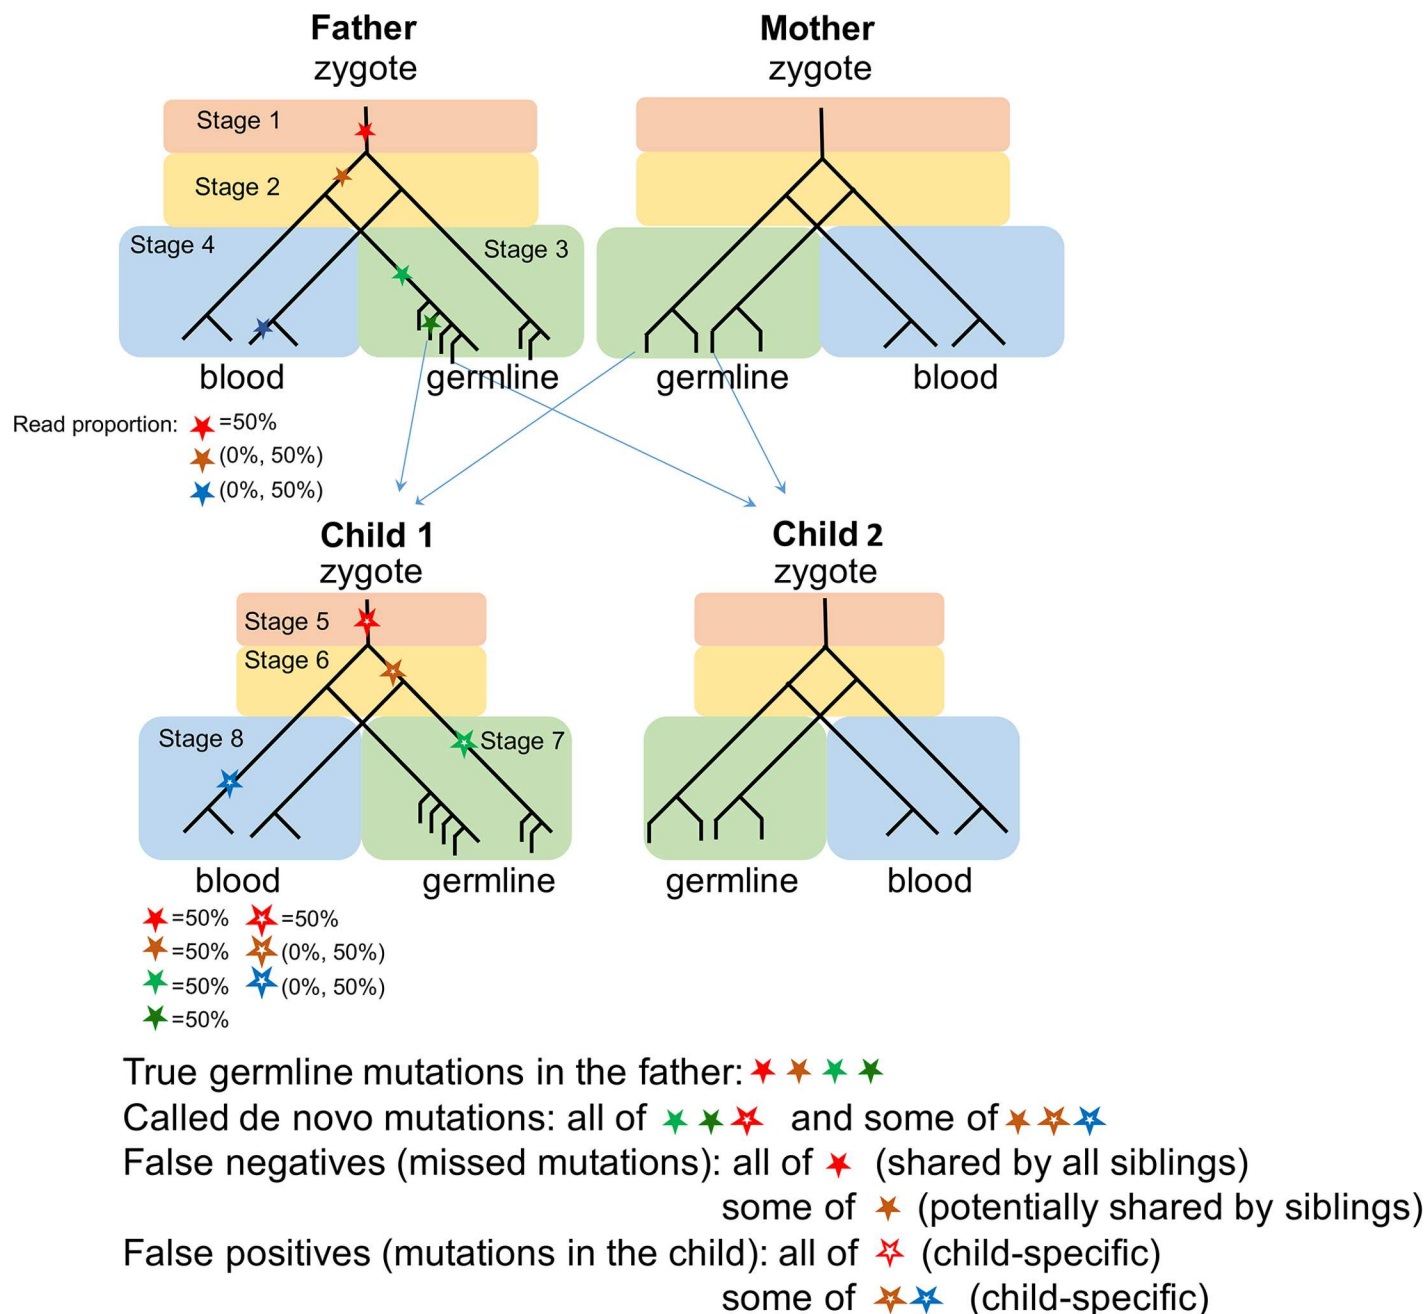 Father
zygote
Mother
zygote
Stage 1
Stage 2
Stage 4
Stage 3
blood
germline
germline
blood
Read proportion:
=50%
(0%, 50%)
(0%, 50%)
Child 1
zygote
Child 2
zygote
Stage 5
Stage 6
Stage 8
Stage 7
blood
germline
germline
blood
=50% =50%
=50% (0%, 50%)
=50% (0%, 50%)
=50%
True germline mutations in the father:
Called de novo mutations: all of and some of
False negatives (missed mutations): all of (shared by all siblings)
some of (potentially shared by siblings)
False positives (mutations in the child): all of (child-specific)
some of (child-specific)